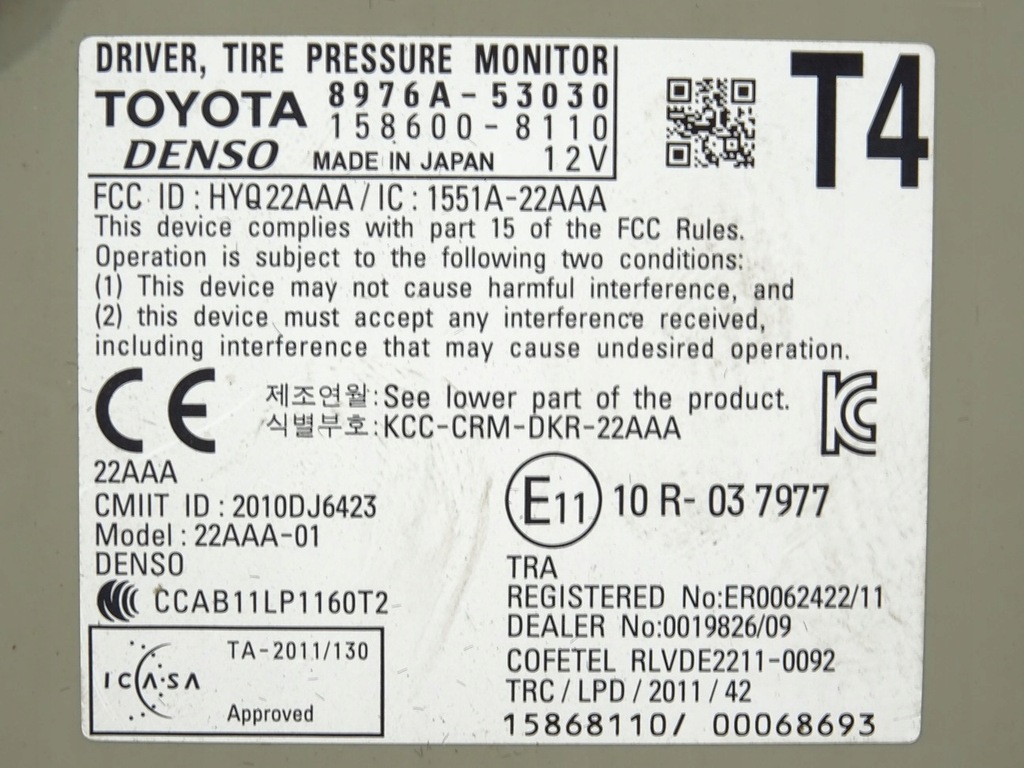 DRIVER, TIRE PRESSURE MONITOR
TOYOTA 8976A-53030
158600-8110
DENSO MADE IN JAPAN 12V
T4
FCC ID : HYQ22AAA / IC : 1551A-22AAA
This device complies with part 15 of the FCC Rules.
Operation is subject to the following two conditions:
(1) This device may not cause harmful interference, and
(2) this device must accept any interference received,
including interference that may cause undesired operation.
CE
제조연월:See lower part of the product.
식별부호:KCC-CRM-DKR-22AAA
KC
22AAA
CMIIT ID : 2010DJ6423
Model : 22AAA-01
DENSO
CCAB11LP1160T2
TA-2011/130
ICASA
Approved
E11 10 R- 03 7977
TRA
REGISTERED No:ER0062422/11
DEALER No:0019826/09
COFETEL RLVDE2211-0092
TRC / LPD / 2011 / 42
15868110/ 00068693